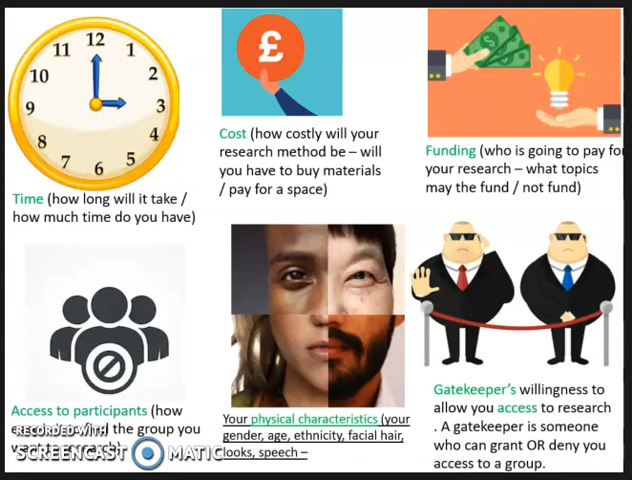 12
11 1
10 2
9 3
8 4
7 6 5
£
Time (how long will it take /
how much time do you have)
Cost (how costly will your
research method be – will
you have to buy materials
/ pay for a space)
Funding (who is going to pay for
your research – what topics
may the fund / not fund)
Access to participants (how
the group you
RECORDED WITH
SCREENCAST MATIC
Your physical characteristics (your
gender, age, ethnicity, facial hair,
looks, speech –
Gatekeeper's willingness to
allow you access to research
. A gatekeeper is someone
who can grant OR deny you
access to a group.